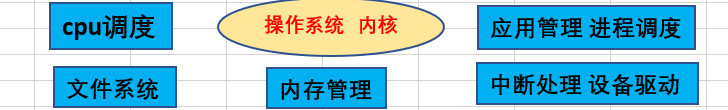 cpu调度
操作系统 内核
应用管理 进程调度
文件系统
内存管理
中断处理 设备驱动